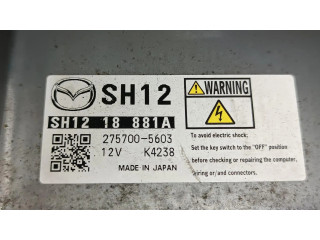 SH12
SH12 18 881A
275700-5603
12V K4238
MADE IN JAPAN
WARNING
To avoid electric shock;
Set the key switch to the "OFF" position
before checking or repairing the computer,
wiring or/and connectors.